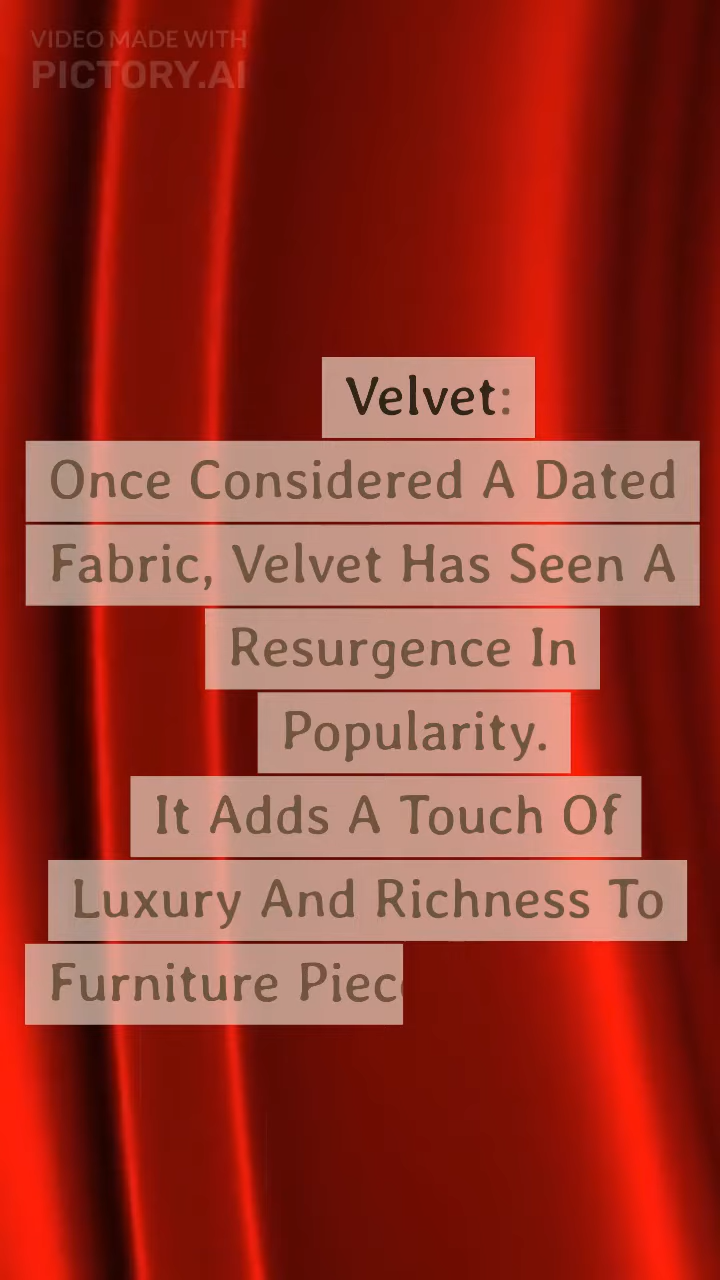 VIDEO MADE WITH
PICTORY.AI
Velvet:
Once Considered A Dated
Fabric, Velvet Has Seen A
Resurgence In
Popularity.
It Adds A Touch Of
Luxury And Richness To
Furniture Piec